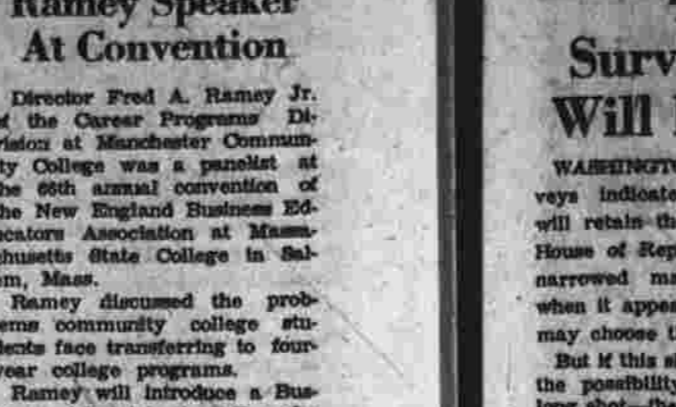 Ramey Speaker
At Convention
Director Fred A. Ramey Jr.
of the Career Programs Di-
vision at Manchester Commun-
ity College was a panelist at
the 66th annual convention of
the New England Business Ed-
ucators Association at Massa-
chusetts State College in Sal-
em, Mass.
Ramey discussed the prob-
lems community college stu-
dents face transferring to four-
year college programs.
Ramey will introduce a Bus-
Surv
Will
WASHINGTO
veys indicate
will retain th
House of Rep
narrowed ma
when it appea
may choose t
But if this s
the possibility
long shot, the